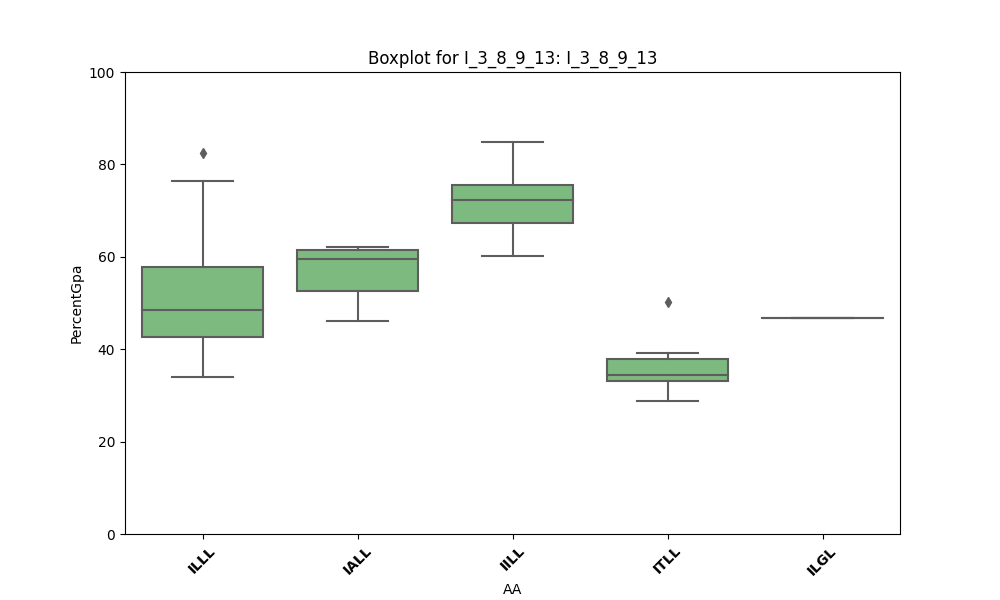 Boxplot for I_3_8_9_13: I_3_8_9_13
100
80
60
40
20
0
PercentGpa
ILLL
IALL
IILL
ITLL
ILGL
AA